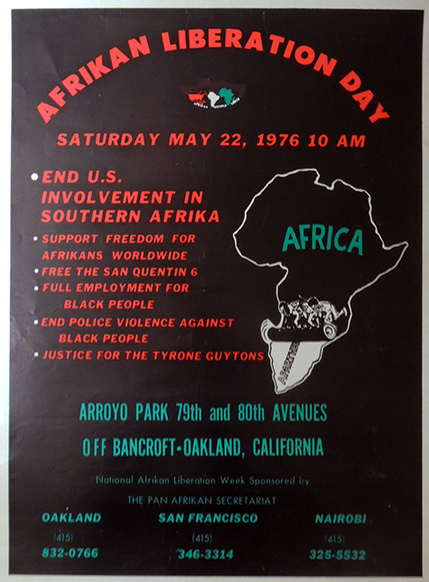 AFRIKAN LIBERATION DAY
SATURDAY MAY 22, 1976 10 AM
• END U.S.
INVOLVEMENT IN
SOUTHERN AFRIKA
• SUPPORT FREEDOM FOR
AFRIKANS WORLDWIDE
• FREE THE SAN QUENTIN 6
• FULL EMPLOYMENT FOR
BLACK PEOPLE
• END POLICE VIOLENCE AGAINST
BLACK PEOPLE
• JUSTICE FOR THE TYRONE GUYTONS
AFRICA
ARROYO PARK 79th and 80th AVENUES
OFF BANCROFT • OAKLAND, CALIFORNIA
National Afrikan Liberation Week Sponsored by
THE PAN AFRIKAN SECRETARIAT
OAKLAND SAN FRANCISCO NAIROBI
(415) (415) (415)
832-0766 346-3314 325-5532